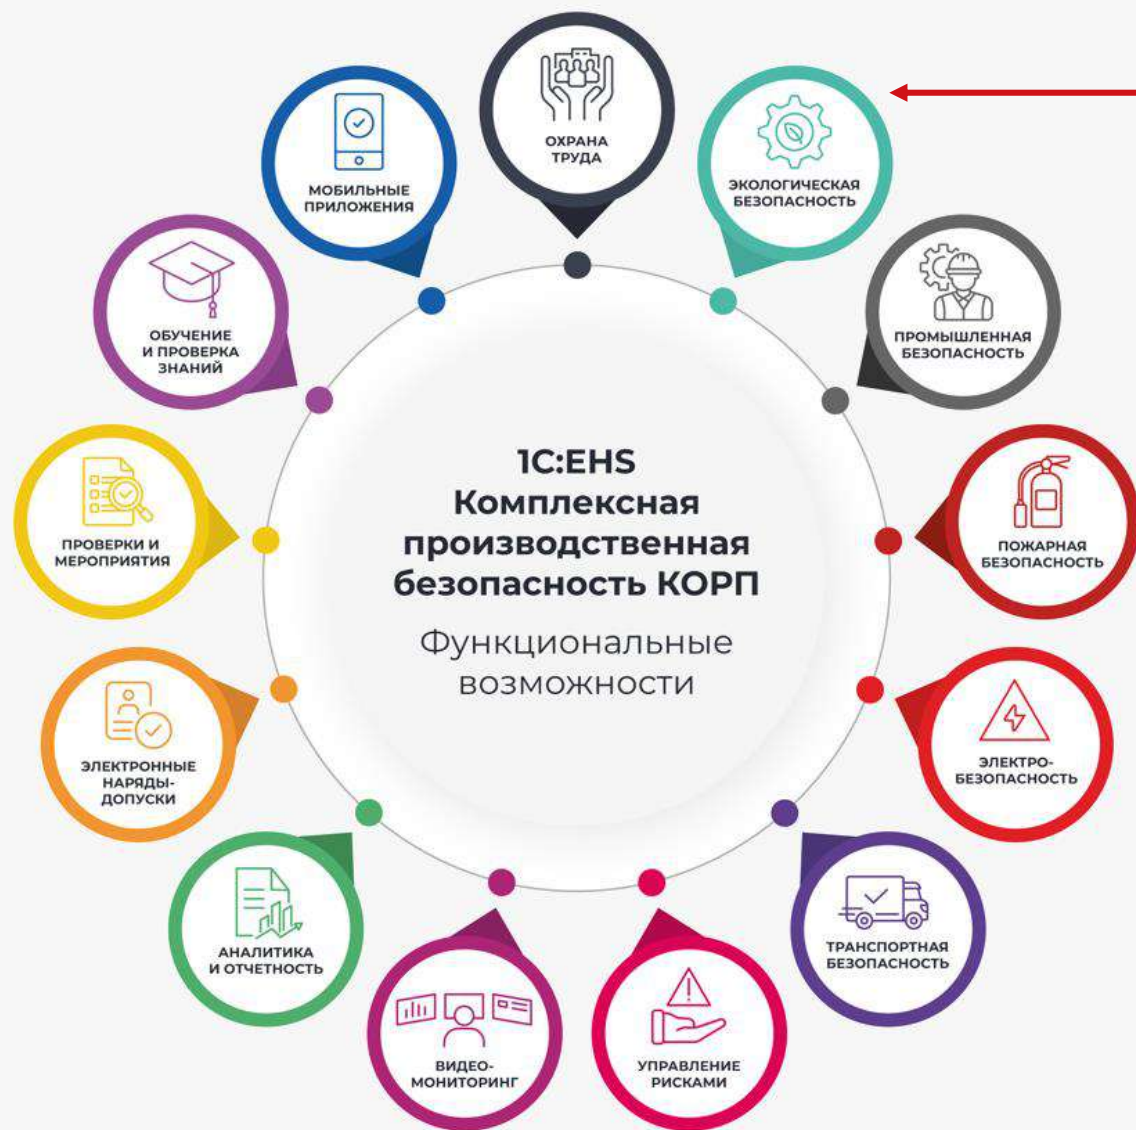 1С:EHS
Комплексная
производственная
безопасность КОРП
Функциональные
возможности
ОХРАНА
ТРУДА
ЭКОЛОГИЧЕСКАЯ
БЕЗОПАСНОСТЬ
ПРОМЫШЛЕННАЯ
БЕЗОПАСНОСТЬ
ПОЖАРНАЯ
БЕЗОПАСНОСТЬ
ЭЛЕКТРО-
БЕЗОПАСНОСТЬ
ТРАНСПОРТНАЯ
БЕЗОПАСНОСТЬ
УПРАВЛЕНИЕ
РИСКАМИ
ВИДЕО-
МОНИТОРИНГ
АНАЛИТИКА
И ОТЧЕТНОСТЬ
ЭЛЕКТРОННЫЕ
НАРЯДЫ-
ДОПУСКИ
ПРОВЕРКИ И
МЕРОПРИЯТИЯ
ОБУЧЕНИЕ
И ПРОВЕРКА
ЗНАНИЙ
МОБИЛЬНЫЕ
ПРИЛОЖЕНИЯ